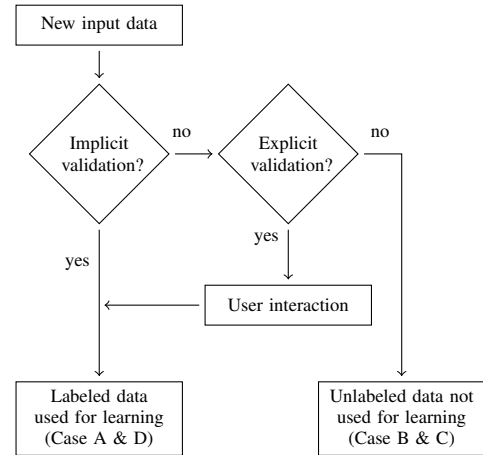 New input data
Implicit
validation?
no
Explicit
validation?
no
yes
yes
User interaction
Labeled data
used for learning
(Case A & D)
Unlabeled data not
used for learning
(Case B & C)